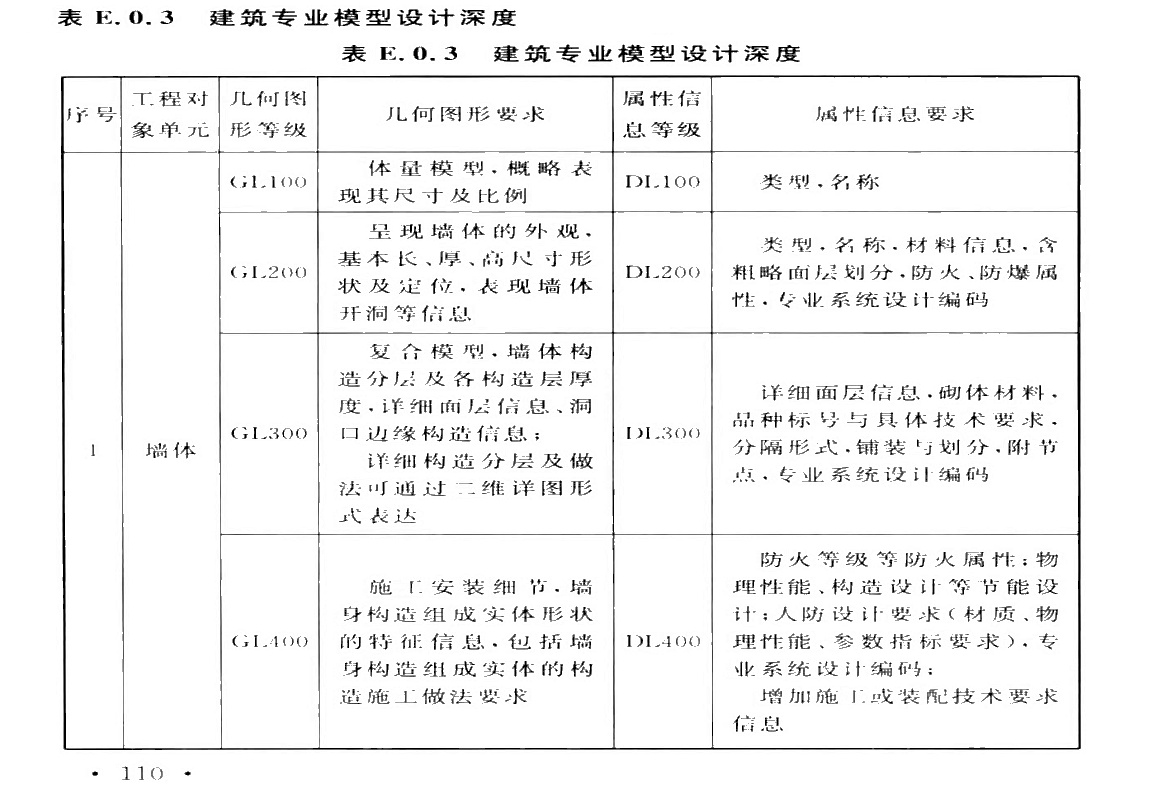 表 E.0.3 建筑专业模型设计深度
表 E.0.3 建筑专业模型设计深度
序号
工程对
象单元
几何图
形等级
几何图形要求
属性信
息等级
属性信息要求
1
墙体
GL100
体量模型，概略表
现其尺寸及比例
DL100
类型，名称
GL200
呈现墙体的外观，
基本长、厚、高尺寸形
状及定位，表现墙体
开洞等信息
DL200
类型，名称，材料信息，含
粗略面层划分，防火、防爆属
性，专业系统设计编码
GL300
复合模型，墙体构
造分层及各构造层厚
度，详细面层信息、洞
口边缘构造信息；
详细构造分层及做
法可通过二维详图形
式表达
DL300
详细面层信息，砌体材料，
品种标号与具体技术要求，
分隔形式，铺装与划分，附节
点，专业系统设计编码
GL400
施工安装细节，墙
身构造组成实体形状
的特征信息，包括墙
身构造组成实体的构
造施工做法要求
DL400
防火等级等防火属性；物
理性能、构造设计等节能设
计；人防设计要求（材质、物
理性能、参数指标要求），专
业系统设计编码；
增加施工或装配技术要求
信息
• 110 •